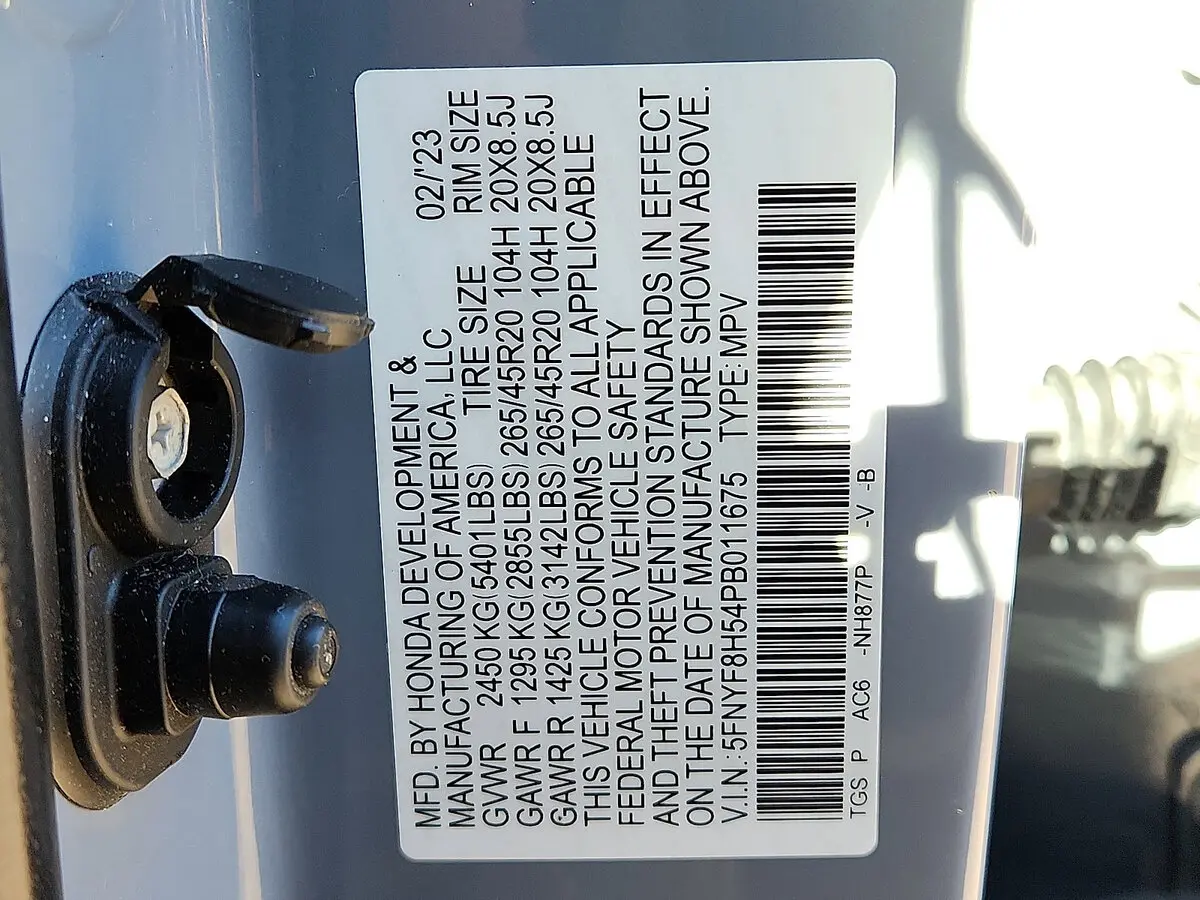 MFD. BY HONDA DEVELOPMENT &
MANUFACTURING OF AMERICA, LLC 02/'23
GVWR 2450 KG(5401LBS) TIRE SIZE RIM SIZE
GAWR F 1295 KG(2855LBS) 265/45R20 104H 20X8.5J
GAWR R 1425 KG(3142LBS) 265/45R20 104H 20X8.5J
THIS VEHICLE CONFORMS TO ALL APPLICABLE
FEDERAL MOTOR VEHICLE SAFETY
AND THEFT PREVENTION STANDARDS IN EFFECT
ON THE DATE OF MANUFACTURE SHOWN ABOVE.
V.I.N.:5FNYF8H54PB011675 TYPE:MPV
TGS P AC6 -NH877P -V -B